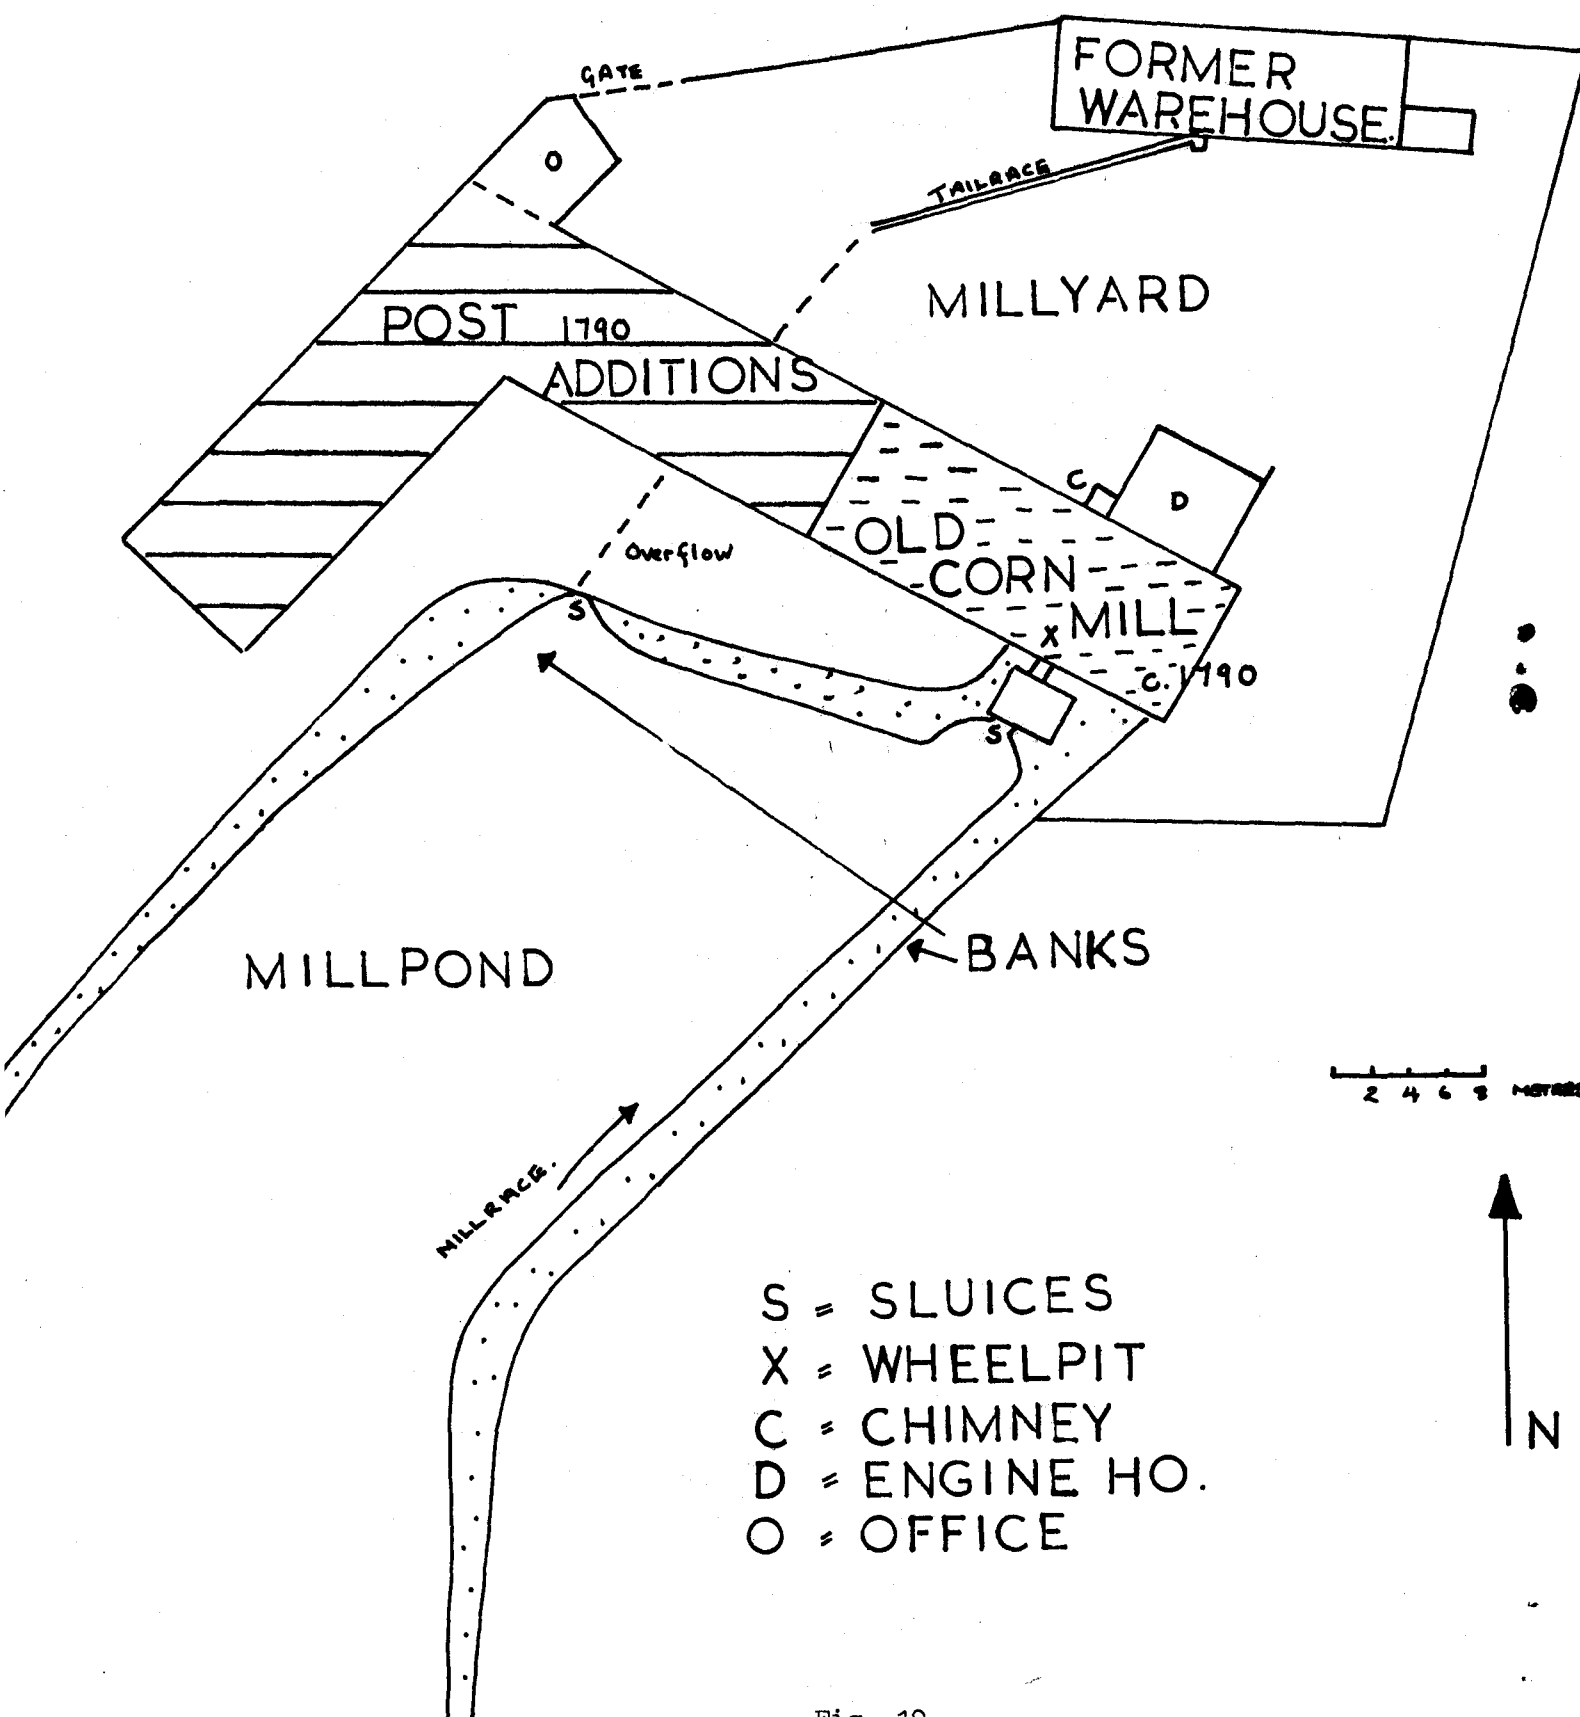 GATE
FORMER
WAREHOUSE.
O
TAILRACE
MILLYARD
POST 1790
ADDITIONS
C
D
OLD
CORN
MILL
X
C. 1790
Overflow
S
S
MILLPOND
BANKS
2 4 6 8 METRES
MILLRACE.
N
S = SLUICES
X = WHEELPIT
C = CHIMNEY
D = ENGINE HO.
O = OFFICE